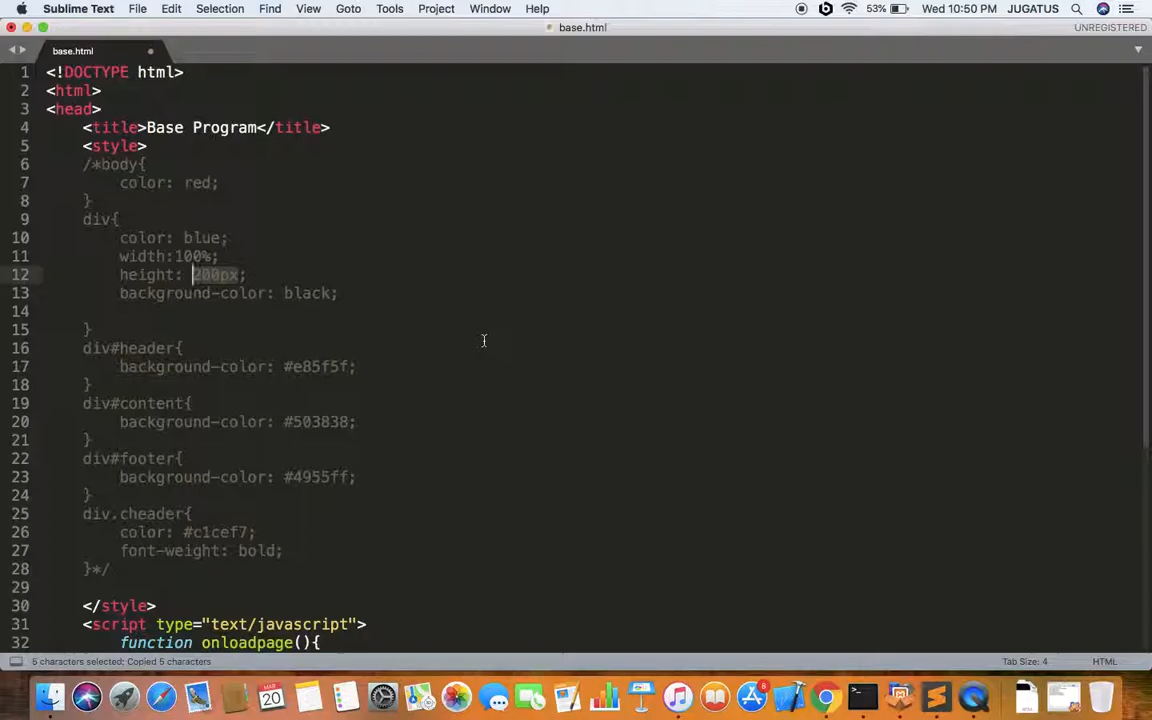 Sublime Text File Edit Selection Find View Goto Tools Project Window Help 53% Wed 10:50 PM JUGATUS
base.html UNREGISTERED
base.html
1 <!DOCTYPE html>
2 <html>
3 <head>
4 <title>Base Program</title>
5 <style>
6 /*body{
7 color: red;
8 }
9 div{
10 color: blue;
11 width:100%;
12 height: 200px;
13 background-color: black;
14
15 }
16 div#header{
17 background-color: #e85f5f;
18 }
19 div#content{
20 background-color: #503838;
21 }
22 div#footer{
23 background-color: #4955ff;
24 }
25 div.cheader{
26 color: #c1cef7;
27 font-weight: bold;
28 }*/
29
30 </style>
31 <script type="text/javascript">
32 function onloadpage(){
5 characters selected; Copied 5 characters Tab Size: 4 HTML
MAR
20
6